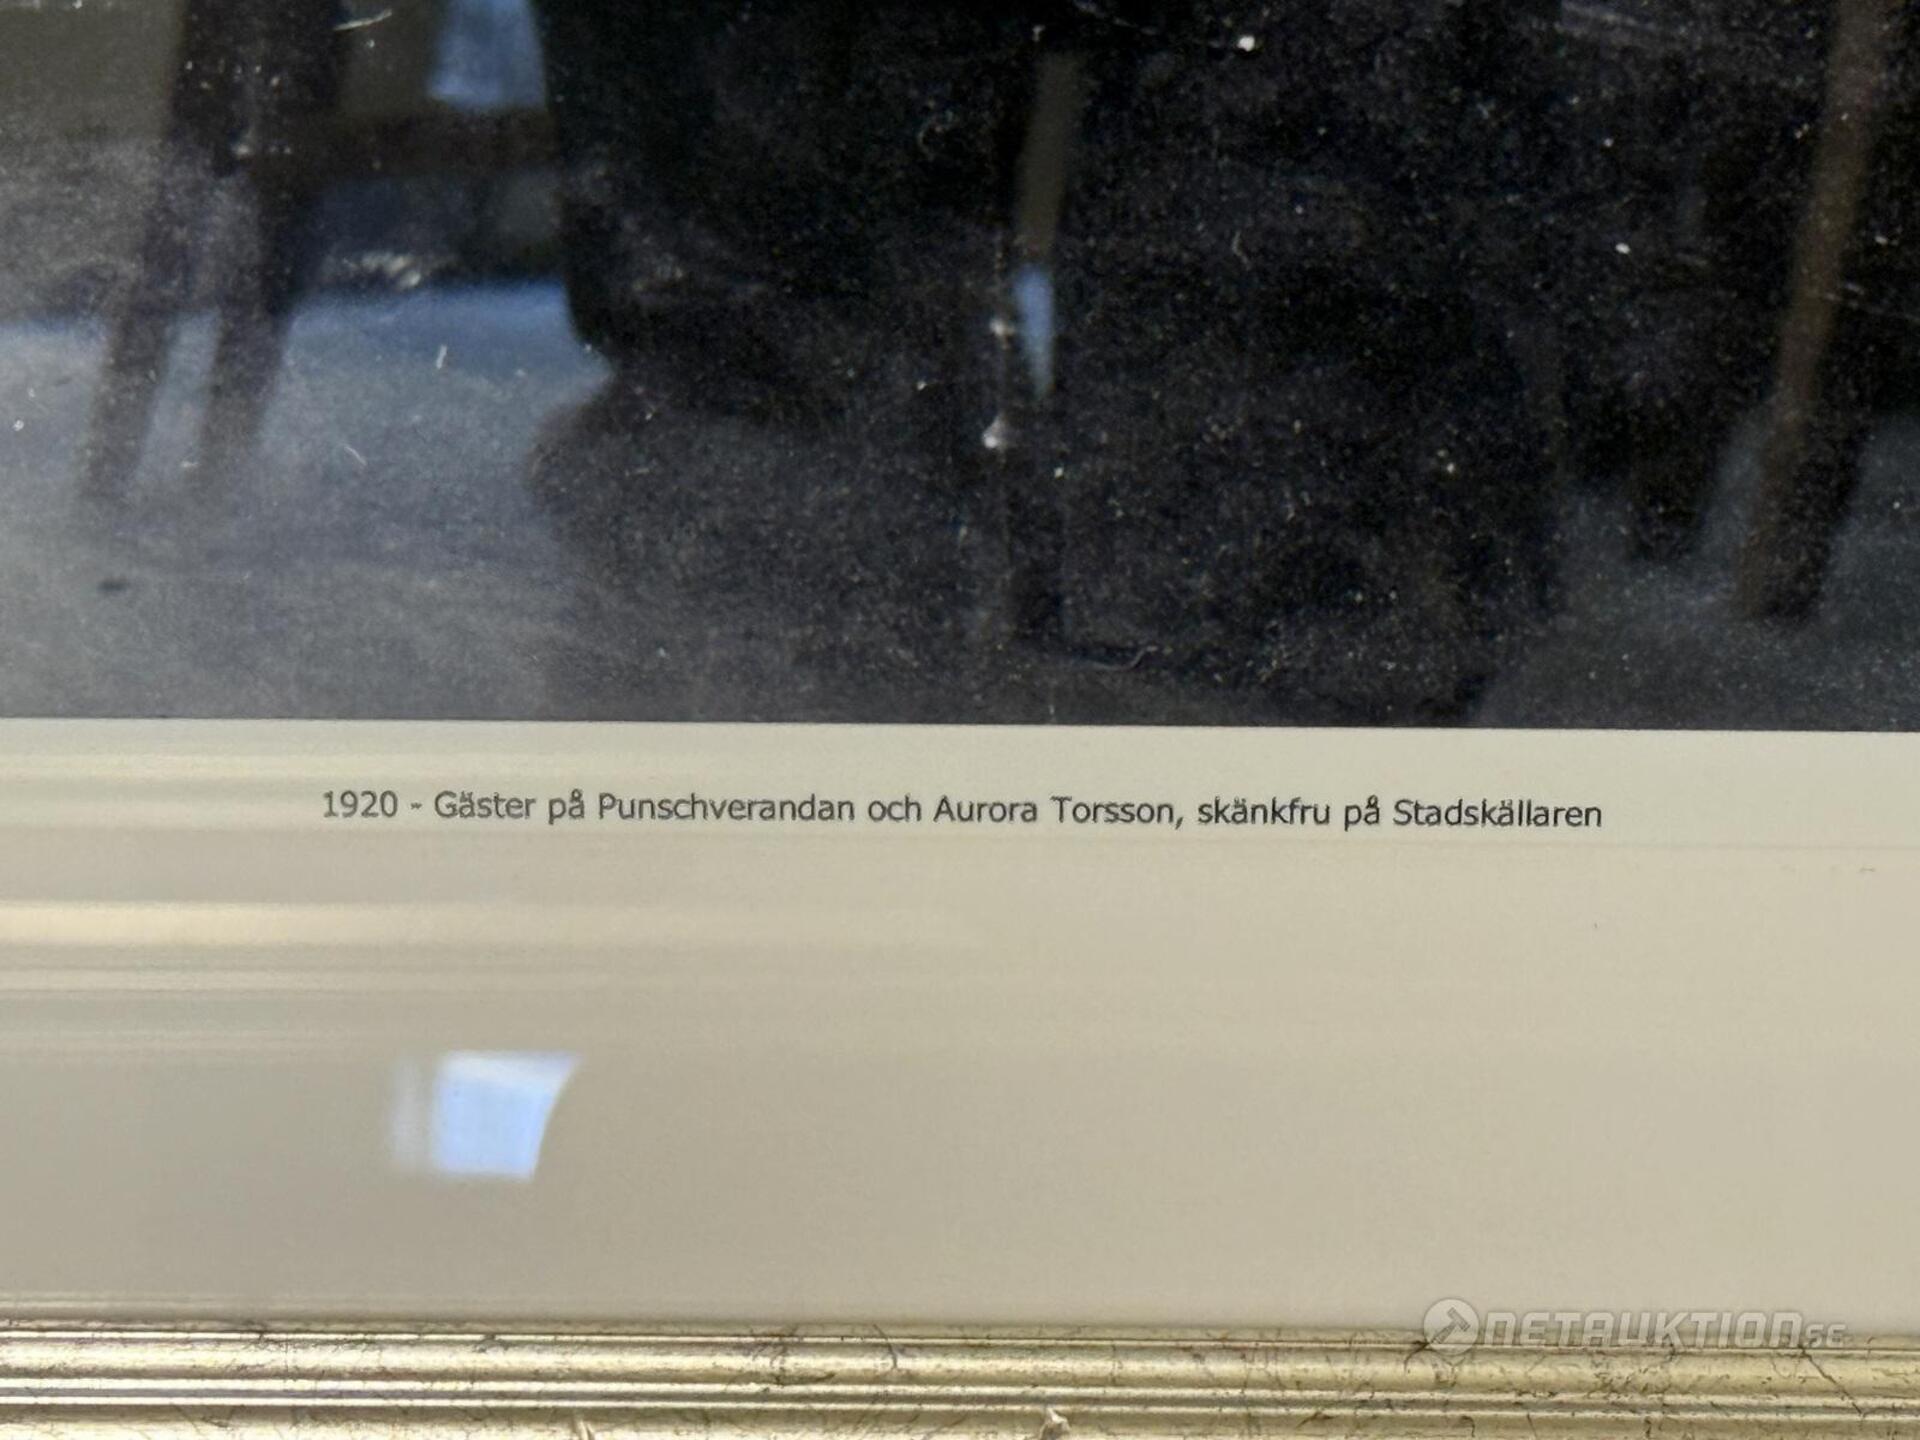 1920 - Gäster på Punschverandan och Aurora Torsson, skänkfru på Stadskällaren
NETAUKTION.SE